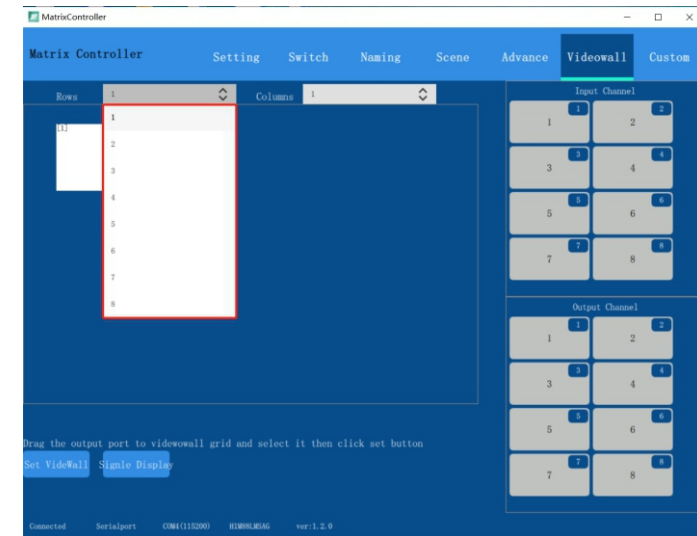 MatrixController
Matrix Controller
Setting Switch Naming Scene Advance Videowall Custom
Rows 1 Columns 1
1
2
3
4
5
6
7
8
[1]
Input Channel
1 1 2 2
3 3 4 4
5 5 6 6
7 7 8 8
Output Channel
1 1 2 2
3 3 4 4
5 5 6 6
7 7 8 8
Drag the output port to videwowall grid and select it then click set button
Set VideWall Signle Display
Connected Serialport COM4(115200) ver:1.2.0